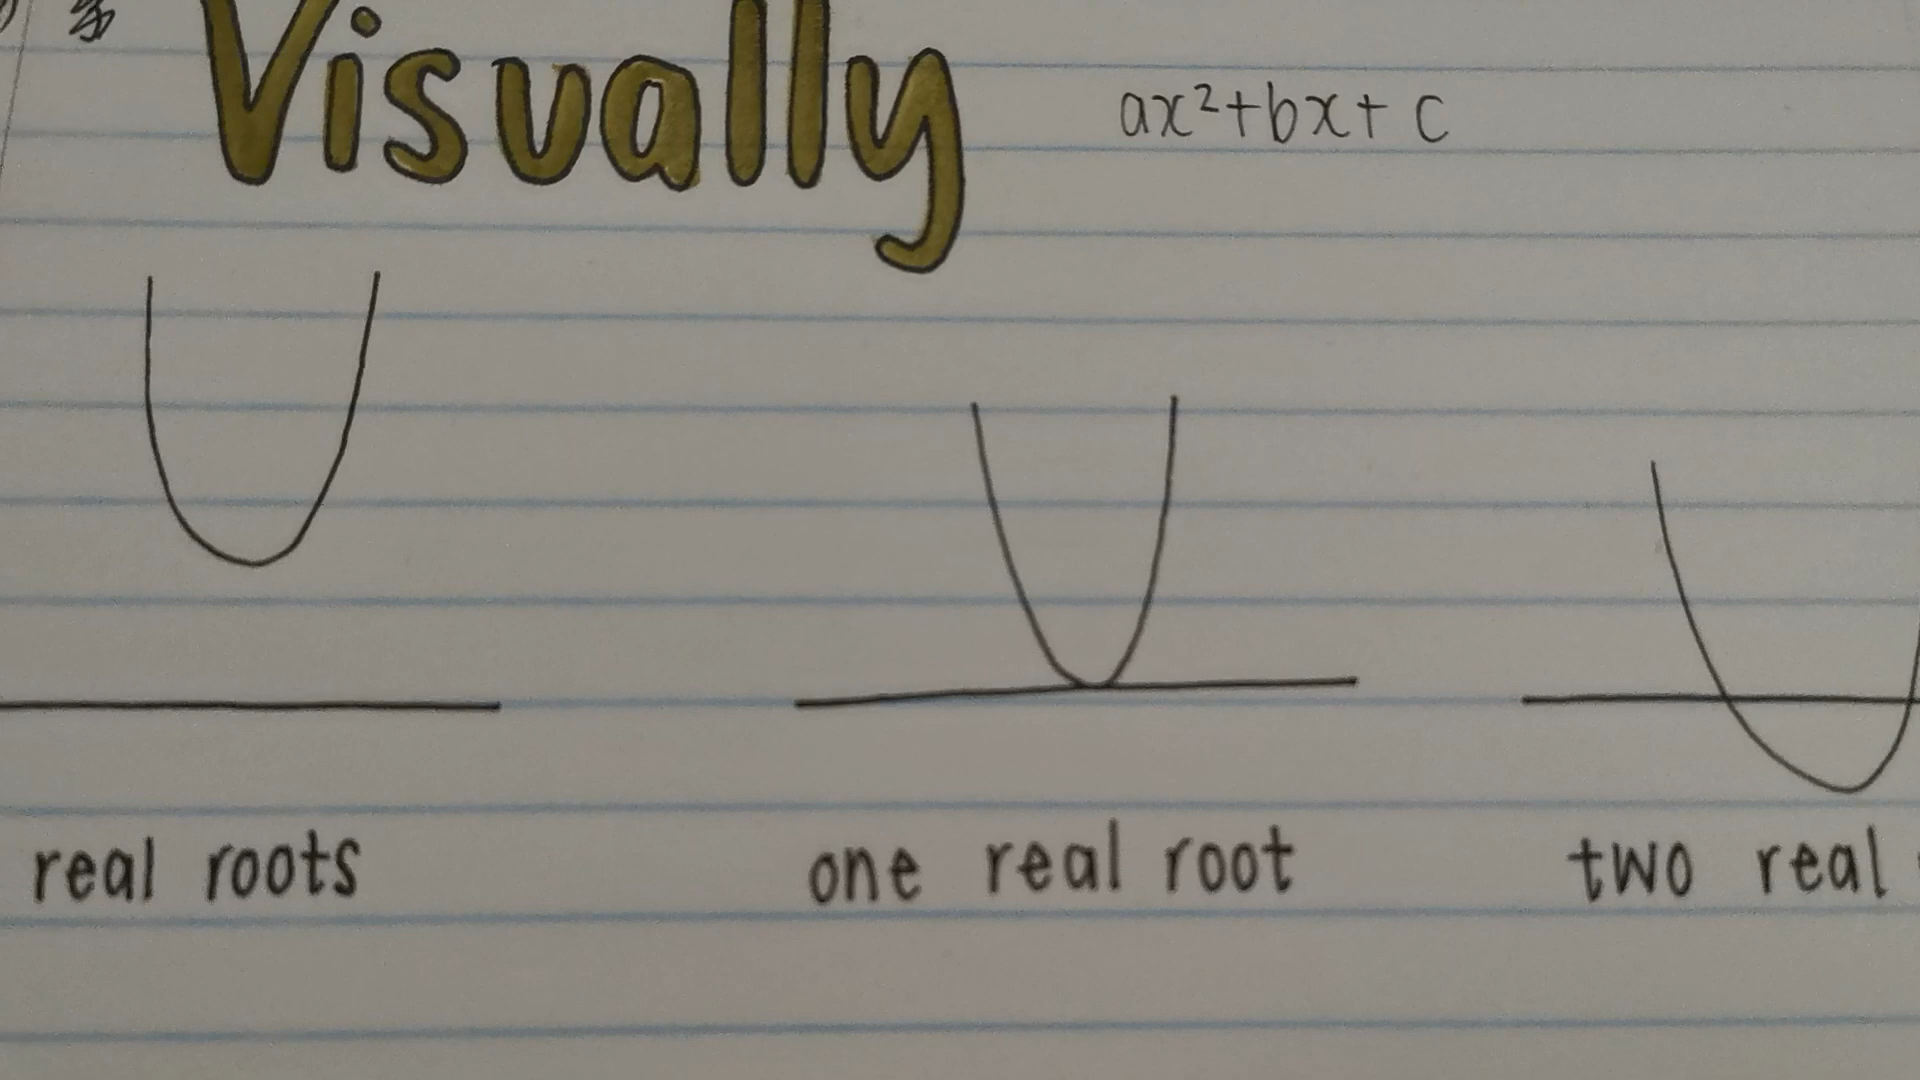 Visually
ax²+bx+c
real roots
one real root
two real